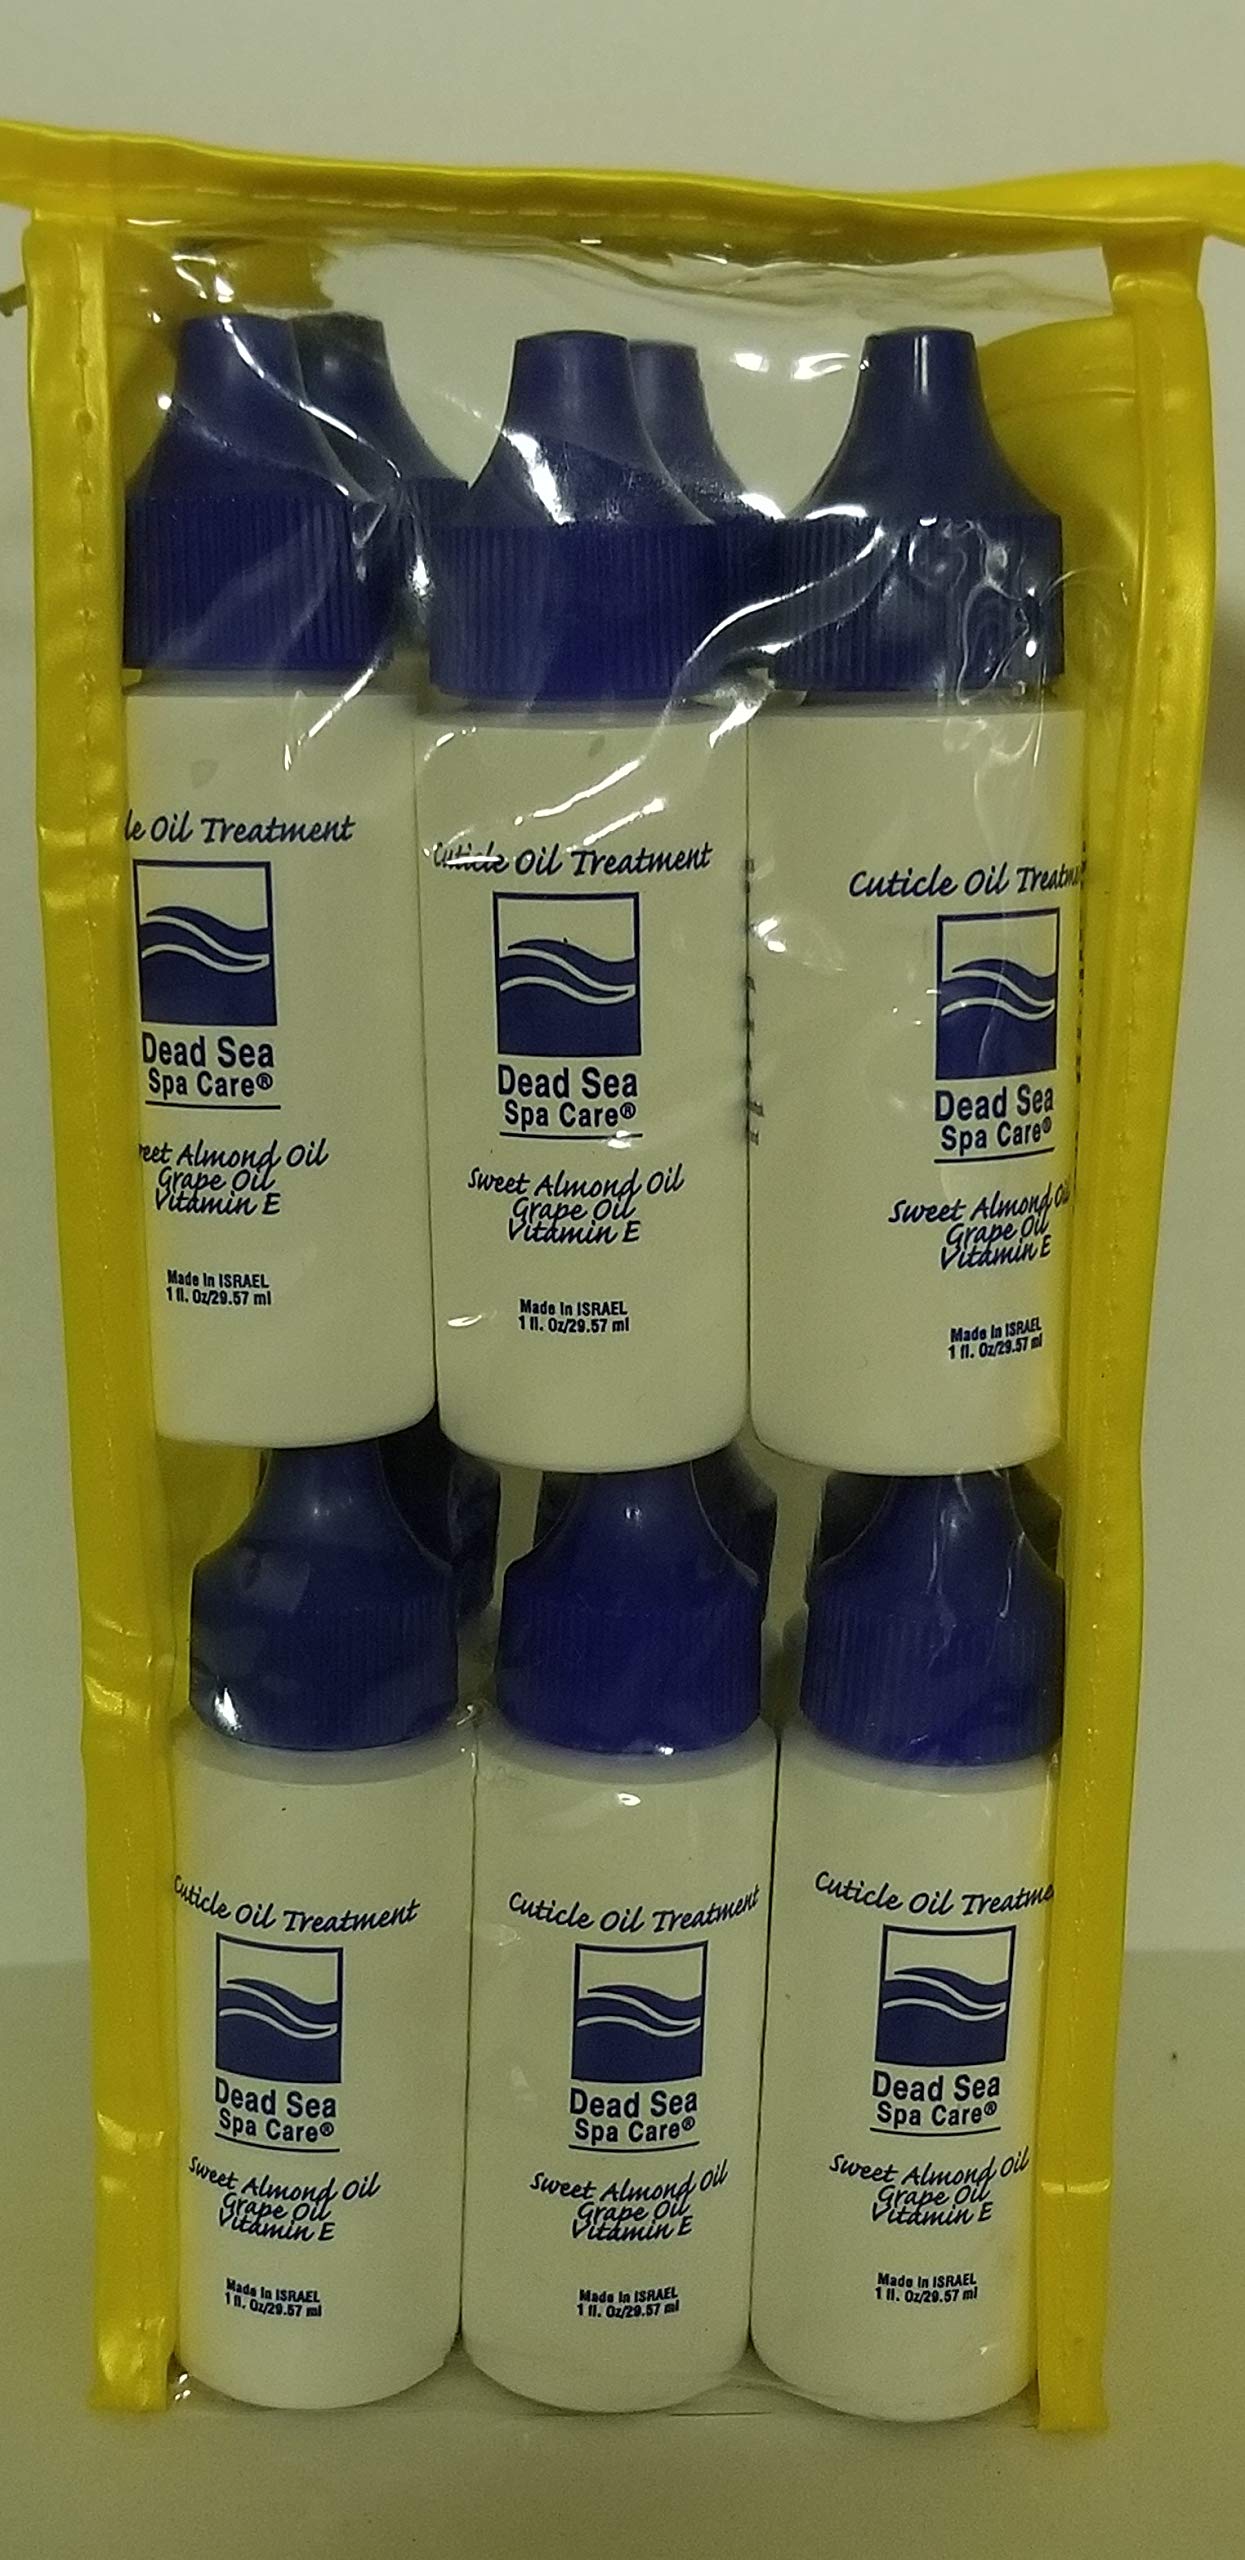 le Oil Treatment
Dead Sea
Spa Care®
eet Almond Oil
Grape Oil
Vitamin E
Made In ISRAEL
1 fl. Oz/29.57 ml
Cuticle Oil Treatment
Dead Sea
Spa Care®
Sweet Almond Oil
Grape Oil
Vitamin E
Made In ISRAEL
1 fl. Oz/29.57 ml
Cuticle Oil Treatm
Dead Sea
Spa Care®
Sweet Almond Oil
Grape Oil
Vitamin E
Made In ISRAEL
1 fl. Oz/29.57 ml
Cuticle Oil Treatment
Dead Sea
Spa Care®
Sweet Almond Oil
Grape Oil
Vitamin E
Made In ISRAEL
1 fl. Oz/29.57 ml
Cuticle Oil Treatment
Dead Sea
Spa Care®
Sweet Almond Oil
Grape Oil
Vitamin E
Made In ISRAEL
1 fl. Oz/29.57 ml
Cuticle Oil Treatme
Dead Sea
Spa Care®
Sweet Almond Oil
Grape Oil
Vitamin E
Made In ISRAEL
1 fl. Oz/29.57 ml